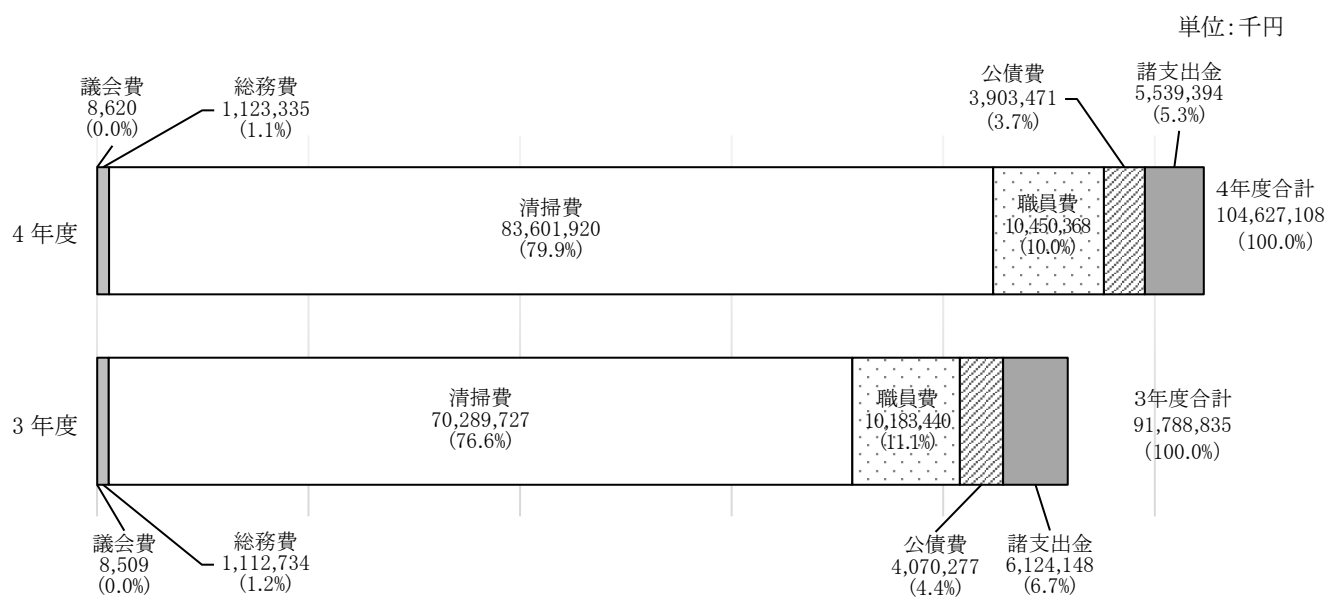 単位:千円
議会費
8,620
(0.0%)
総務費
1,123,335
(1.1%)
公債費
3,903,471
(3.7%)
諸支出金
5,539,394
(5.3%)
4年度
清掃費
83,601,920
(79.9%)
職員費
10,450,368
(10.0%)
4年度合計
104,627,108
(100.0%)
3年度
清掃費
70,289,727
(76.6%)
職員費
10,183,440
(11.1%)
3年度合計
91,788,835
(100.0%)
議会費
8,509
(0.0%)
総務費
1,112,734
(1.2%)
公債費
4,070,277
(4.4%)
諸支出金
6,124,148
(6.7%)